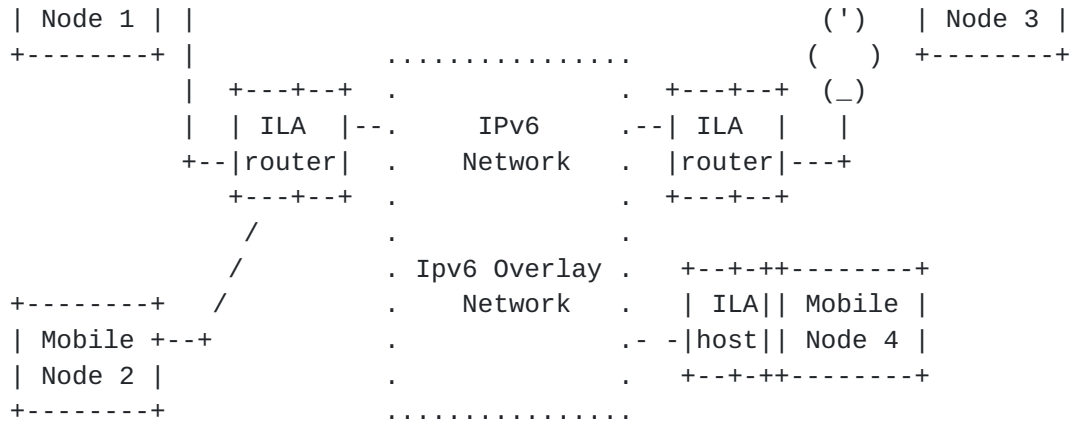 | Node 1 | |                                         (')   | Node 3 |
+--------+ |             ................           (   )  +--------+
           |  +---+--+  .               .  +---+--+  (_)
           |  | ILA  |--.     IPv6      .--| ILA  |   |
           +--|router|  .    Network    .  |router|---+
              +---+--+  .               .  +---+--+
               /        .               .
              /         . Ipv6 Overlay  .   +--+-++--------+
+--------+   /          .    Network    .   | ILA|| Mobile |
| Mobile +--+           .               .- -|host|| Node 4 |
| Node 2 |              .               .   +--+-++--------+
+--------+              ................